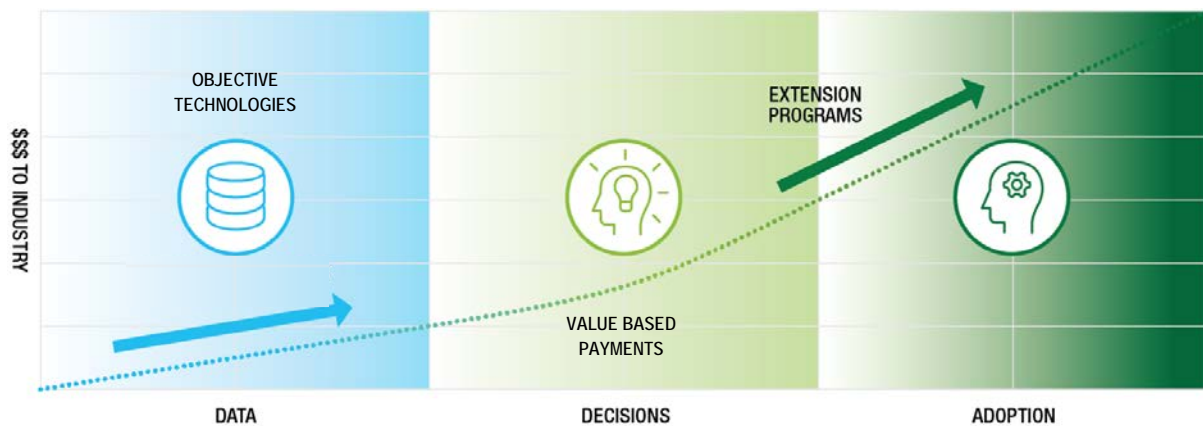 OBJECTIVE
TECHNOLOGIES
EXTENSION
PROGRAMS
$$$ TO INDUSTRY
VALUE BASED
PAYMENTS
DATA
DECISIONS
ADOPTION